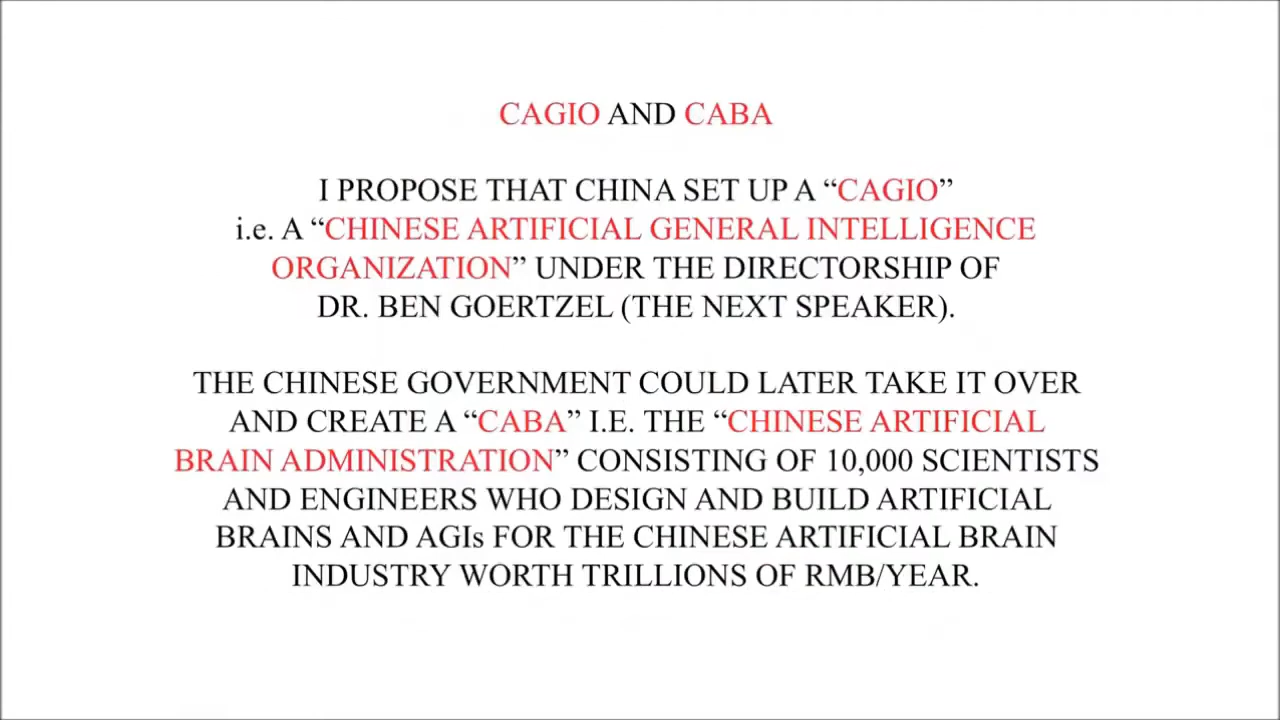 CAGIO AND CABA
I PROPOSE THAT CHINA SET UP A “CAGIO”
i.e. A “CHINESE ARTIFICIAL GENERAL INTELLIGENCE
ORGANIZATION” UNDER THE DIRECTORSHIP OF
DR. BEN GOERTZEL (THE NEXT SPEAKER).
THE CHINESE GOVERNMENT COULD LATER TAKE IT OVER
AND CREATE A “CABA” I.E. THE “CHINESE ARTIFICIAL
BRAIN ADMINISTRATION” CONSISTING OF 10,000 SCIENTISTS
AND ENGINEERS WHO DESIGN AND BUILD ARTIFICIAL
BRAINS AND AGIs FOR THE CHINESE ARTIFICIAL BRAIN
INDUSTRY WORTH TRILLIONS OF RMB/YEAR.